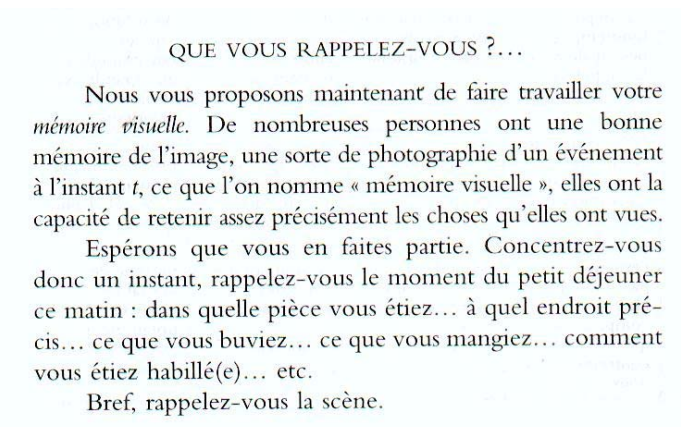 QUE VOUS RAPPELEZ-VOUS ?...
Nous vous proposons maintenant de faire travailler votre
mémoire visuelle. De nombreuses personnes ont une bonne
mémoire de l'image, une sorte de photographie d'un événement
à l'instant t, ce que l'on nomme « mémoire visuelle », elles ont la
capacité de retenir assez précisément les choses qu'elles ont vues.
Espérons que vous en faites partie. Concentrez-vous
donc un instant, rappelez-vous le moment du petit déjeuner
ce matin : dans quelle pièce vous étiez... à quel endroit pré-
cis... ce que vous buviez... ce que vous mangiez... comment
vous étiez habillé(e)... etc.
Bref, rappelez-vous la scène.